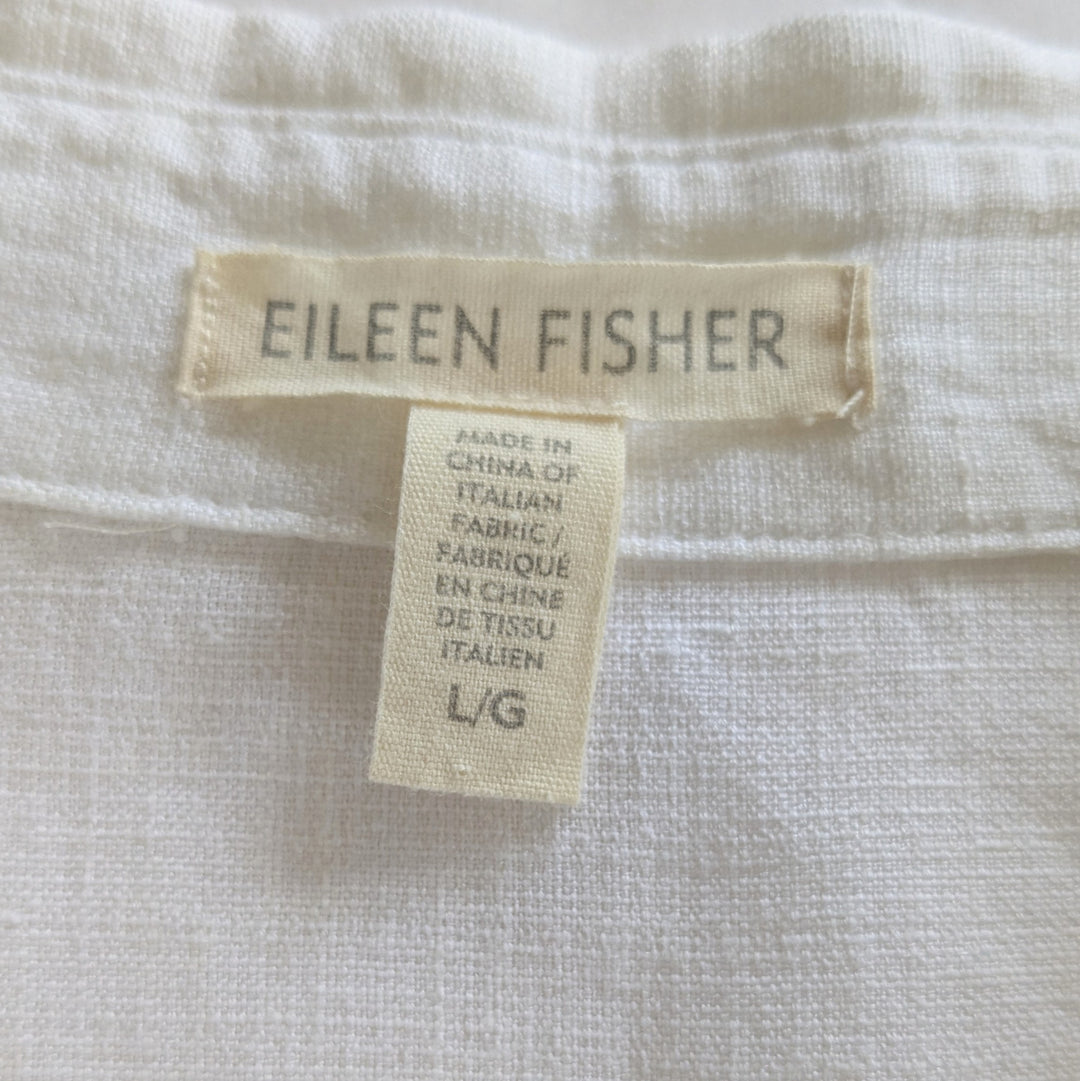 EILEEN FISHER
MADE IN
CHINA OF
ITALIAN
FABRIC/
FABRIQUÉ
EN CHINE
DE TISSU
ITALIEN
L/G